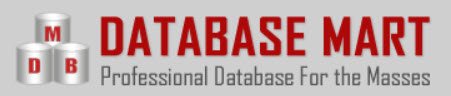 M
D B
DATABASE MART
Professional Database For the Masses